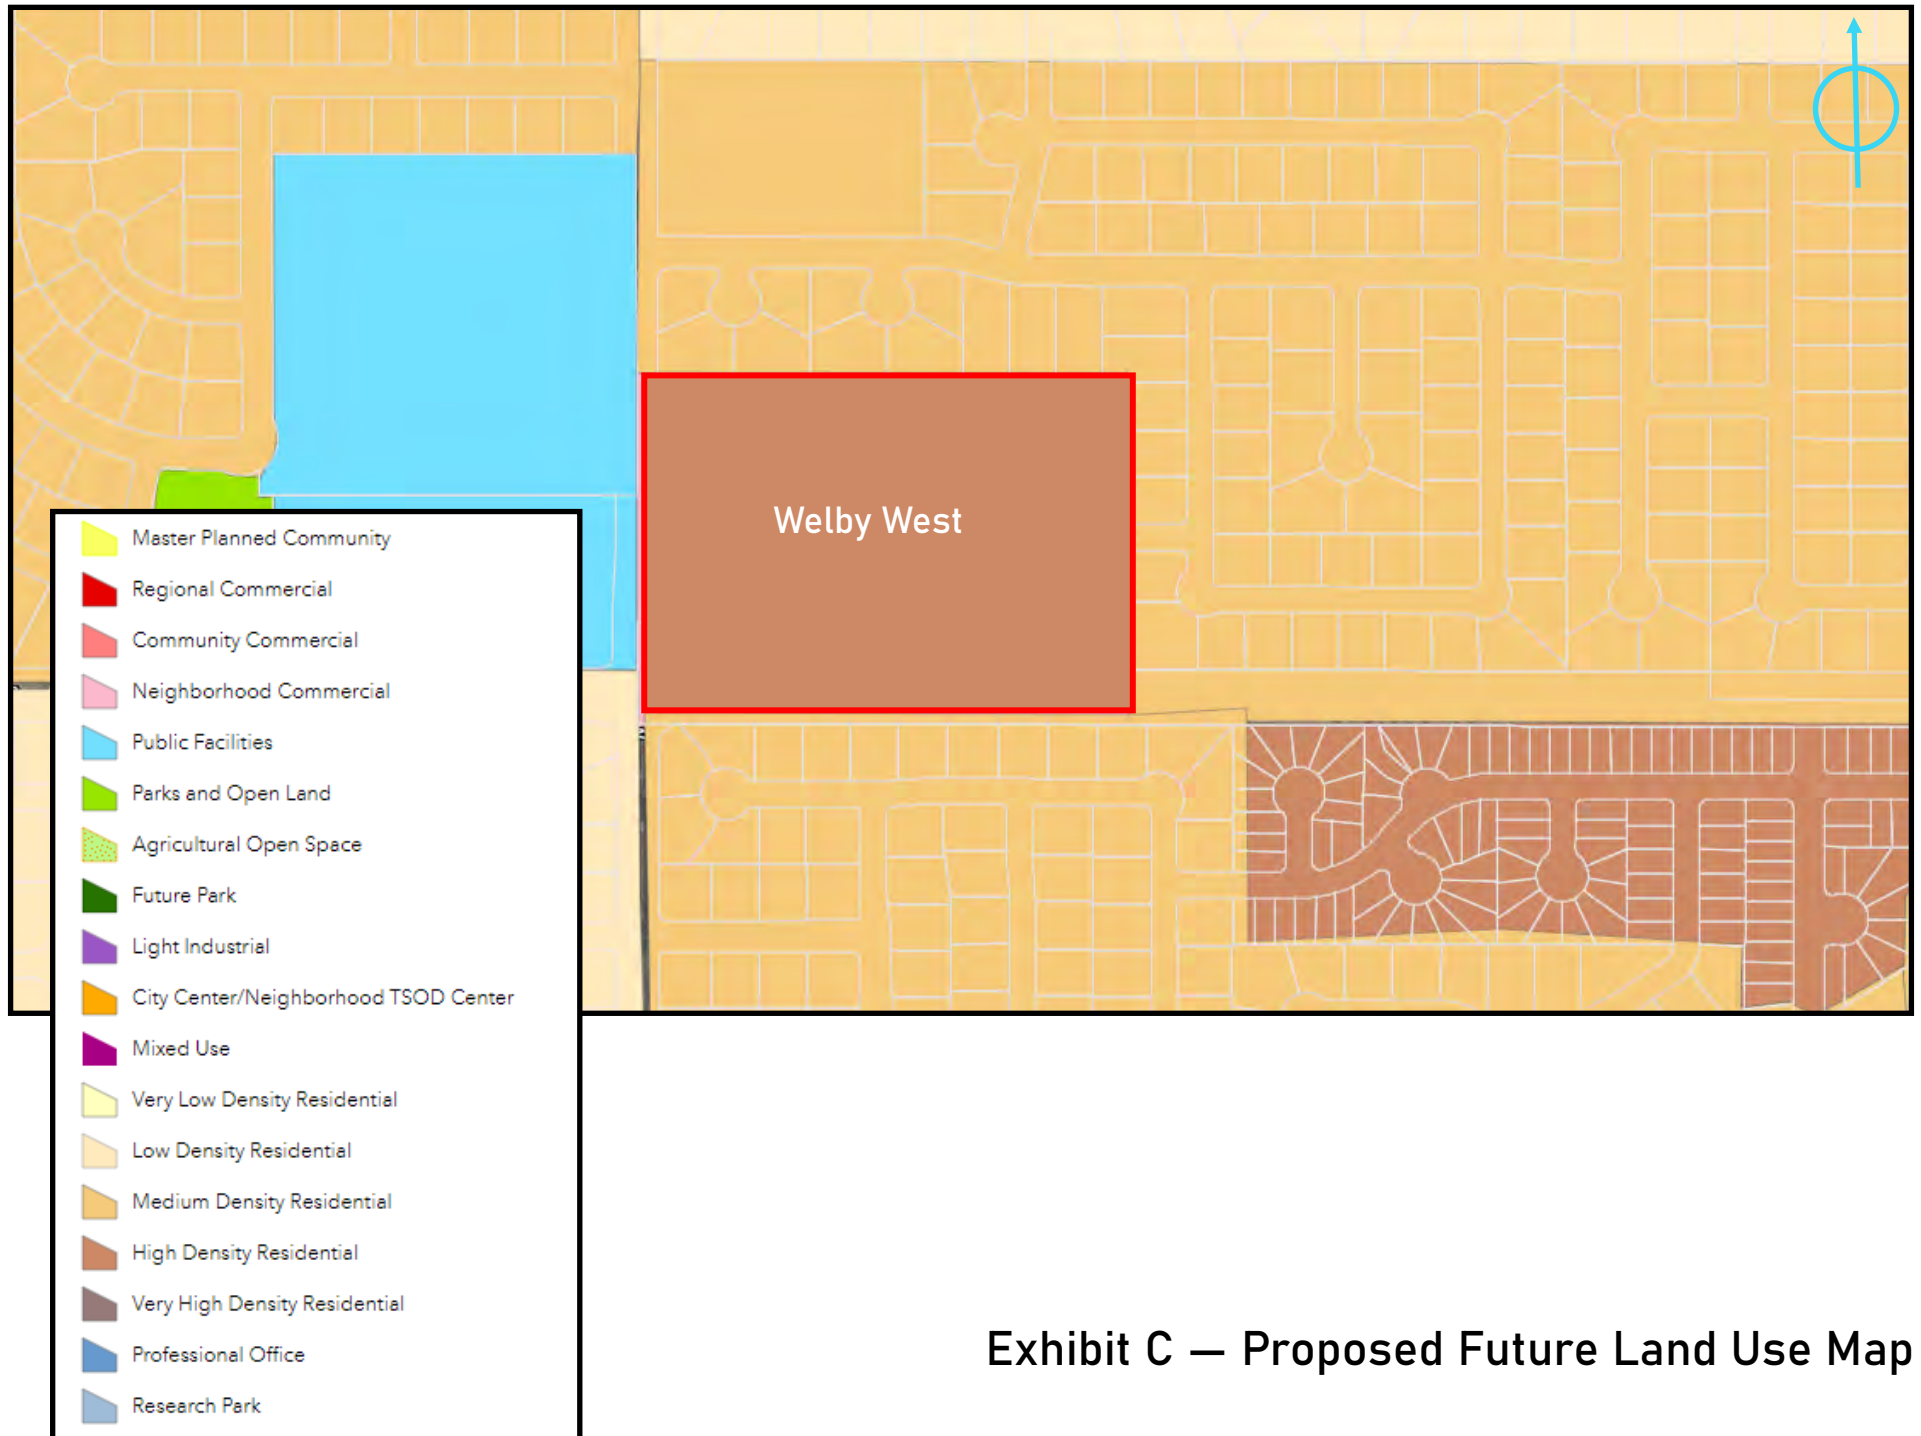 Welby West
Master Planned Community
Regional Commercial
Community Commercial
Neighborhood Commercial
Public Facilities
Parks and Open Land
Agricultural Open Space
Future Park
Light Industrial
City Center/Neighborhood TSOD Center
Mixed Use
Very Low Density Residential
Low Density Residential
Medium Density Residential
High Density Residential
Very High Density Residential
Professional Office
Research Park
Exhibit C — Proposed Future Land Use Map